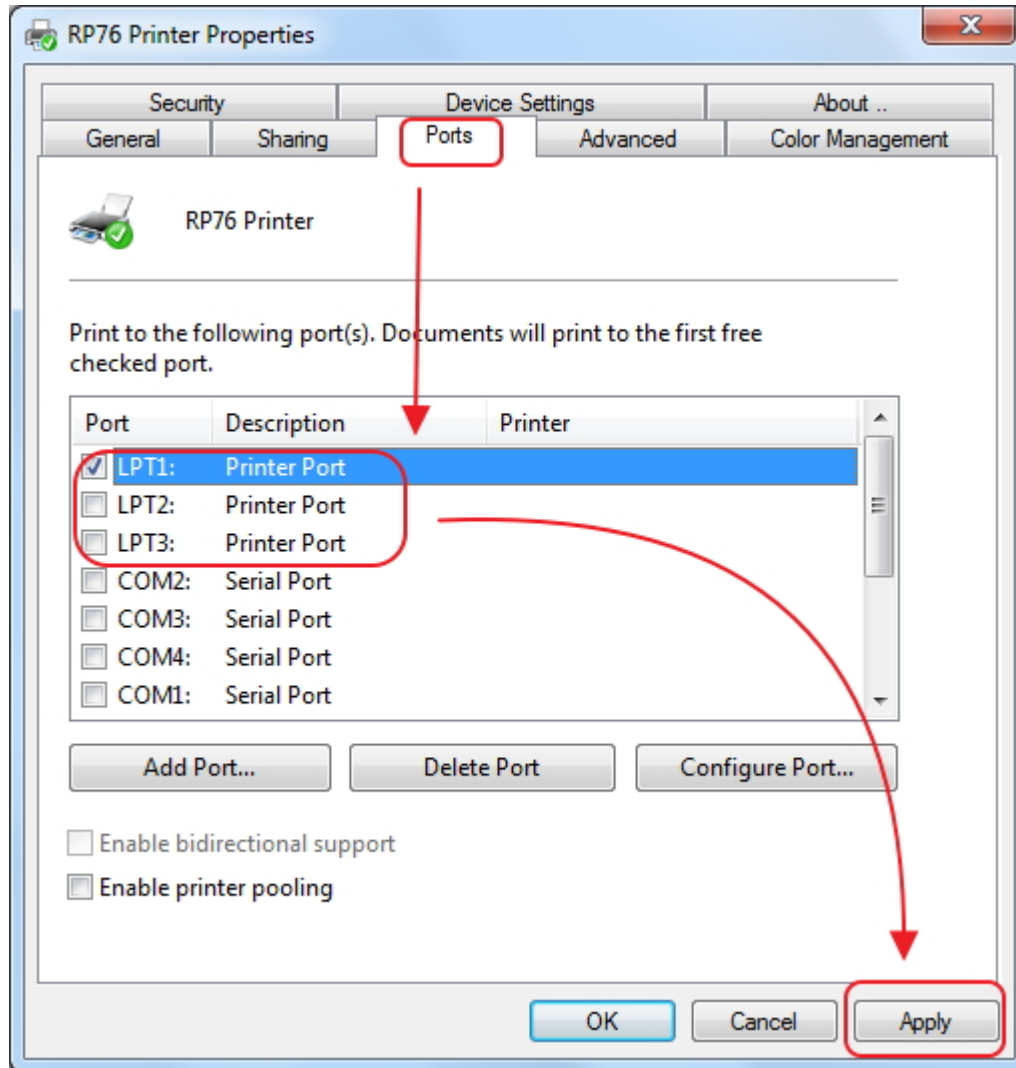 RP76 Printer Properties
Security Device Settings About ..
General Sharing Ports Advanced Color Management
RP76 Printer
Print to the following port(s). Documents will print to the first free
checked port.
Port Description Printer
LPT1: Printer Port
LPT2: Printer Port
LPT3: Printer Port
COM2: Serial Port
COM3: Serial Port
COM4: Serial Port
COM1: Serial Port
Add Port... Delete Port Configure Port...
Enable bidirectional support
Enable printer pooling
OK Cancel Apply